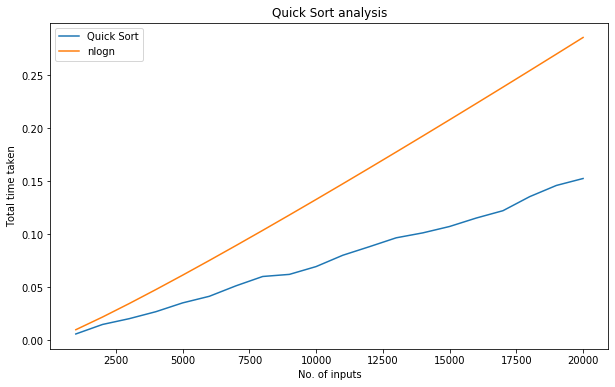 Quick Sort analysis
Quick Sort
nlogn
Total time taken
0.25
0.20
0.15
0.10
0.05
0.00
2500 5000 7500 10000 12500 15000 17500 20000
No. of inputs